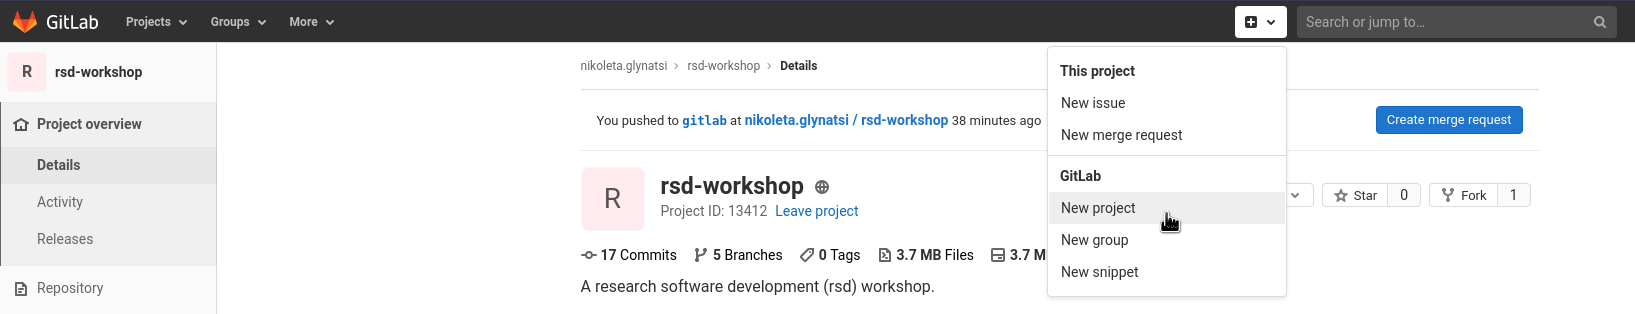 GitLab Projects Groups More Search or jump to...
R rsd-workshop
Project overview
Details
Activity
Releases
Repository
nikoleta.glynatsi > rsd-workshop > Details
You pushed to gitlab at nikoleta.glynatsi / rsd-workshop 38 minutes ago
Create merge request
R
rsd-workshop
Project ID: 13412 Leave project
Star 0 Fork 1
17 Commits 5 Branches 0 Tags 3.7 MB Files 3.7 M
A research software development (rsd) workshop.
This project
New issue
New merge request
GitLab
New project
New group
New snippet